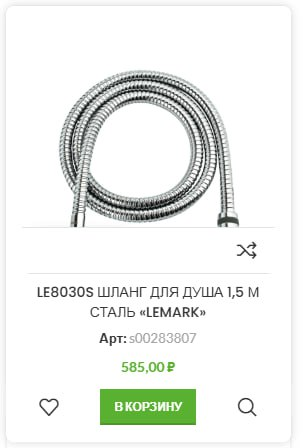 LE8030S ШЛАНГ ДЛЯ ДУША 1,5 М
СТАЛЬ «LEMARK»
Арт: s00283807
585,00 ₽
В КОРЗИНУ